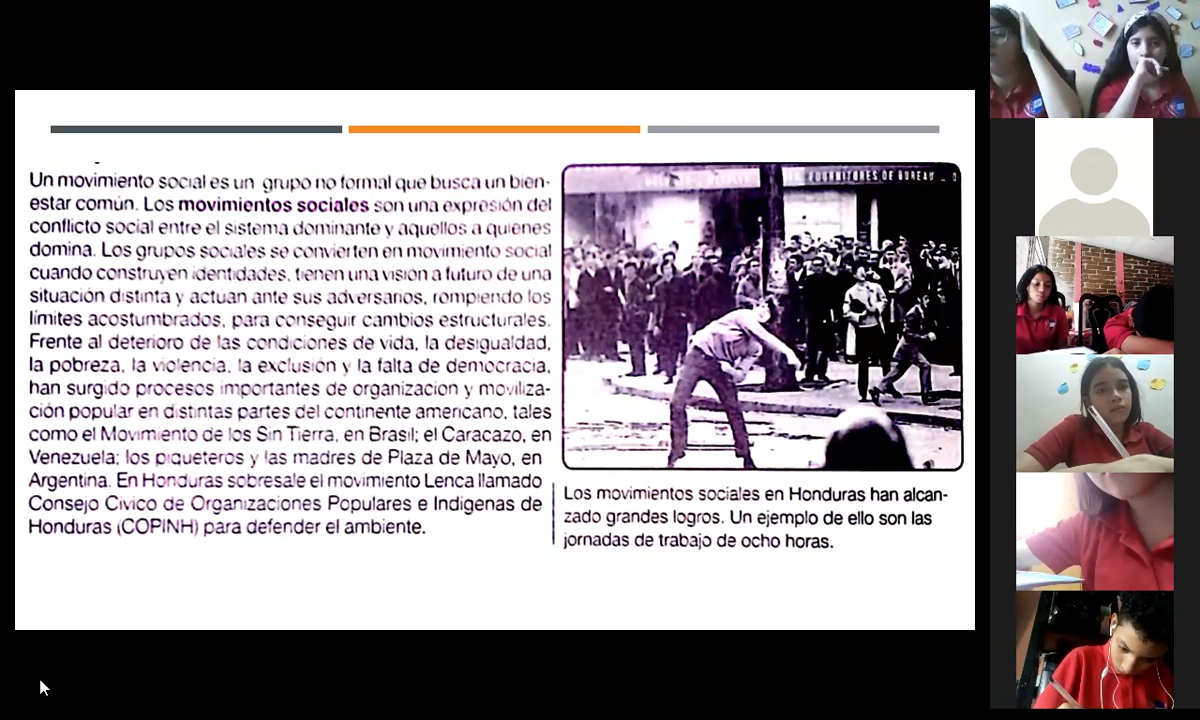 Un movimiento social es un grupo no formal que busca un bien-
estar común. Los movimientos sociales son una expresión del
conflicto social entre el sistema dominante y aquellos a quienes
domina. Los grupos sociales se convierten en movimiento social
cuando construyen identidades, tienen una visión a futuro de una
situación distinta y actuan ante sus adversarios, rompiendo los
límites acostumbrados, para conseguir cambios estructurales.
Frente al deterioro de las condiciones de vida, la desigualdad,
la pobreza, la violencia, la exclusión y la falta de democracia,
han surgido procesos importantes de organización y moviliza-
ción popular en distintas partes del continente americano, tales
como el Movimiento de los Sin Tierra, en Brasil; el Caracazo, en
Venezuela; los piqueteros y las madres de Plaza de Mayo, en
Argentina. En Honduras sobresale el movimiento Lenca llamado
Consejo Cívico de Organizaciones Populares e Indígenas de
Honduras (COPINH) para defender el ambiente.
FOURNITURES DE BUREAU
Los movimientos sociales en Honduras han alcan-
zado grandes logros. Un ejemplo de ello son las
jornadas de trabajo de ocho horas.